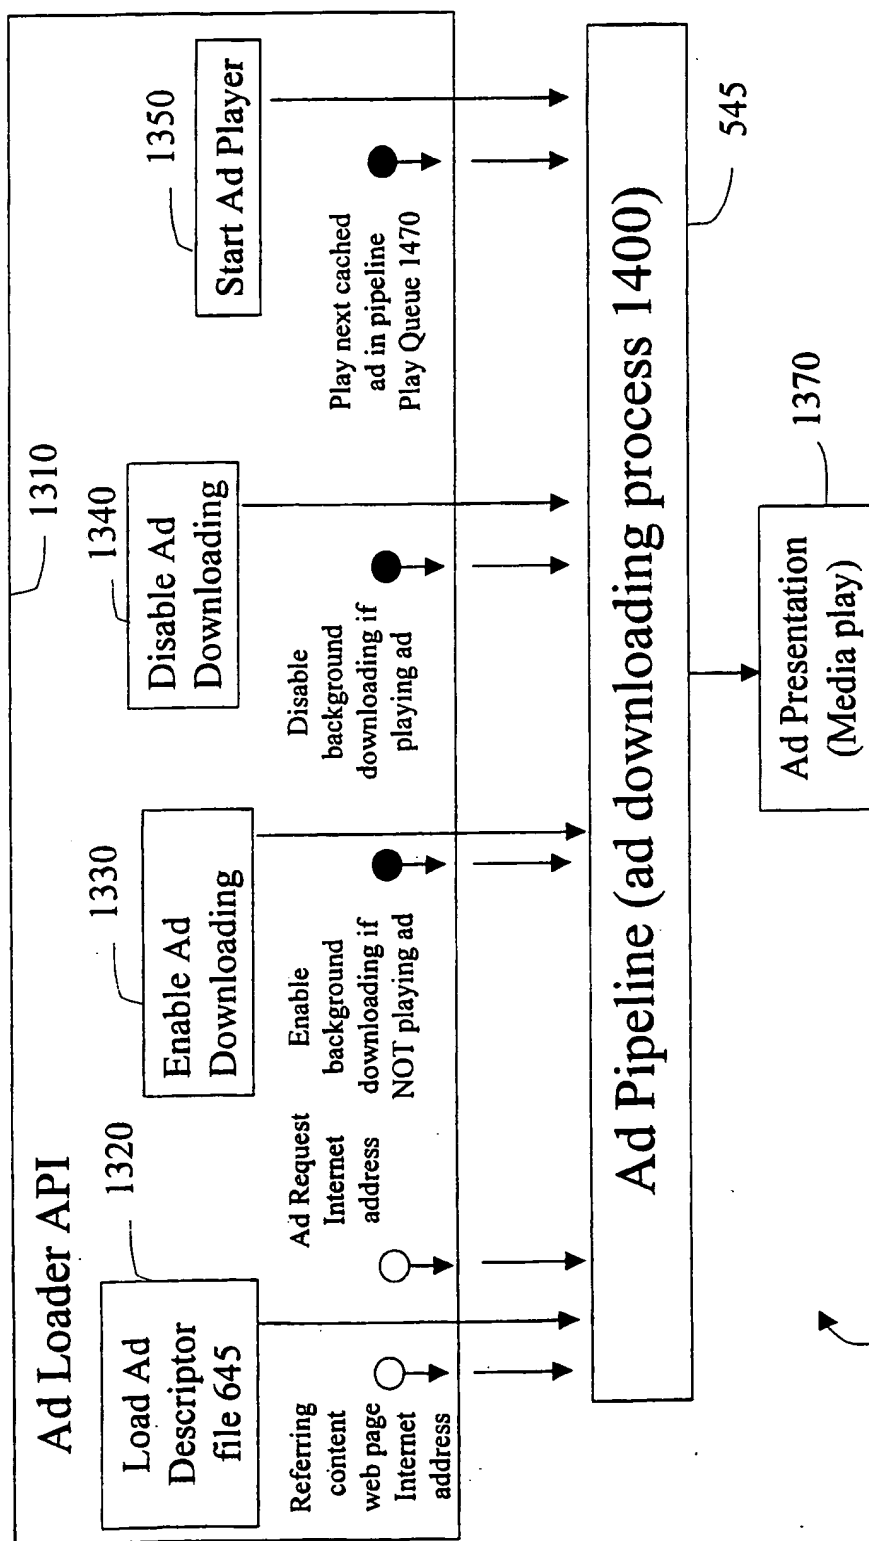 Ad Loader API
1310
1320
Load Ad
Descriptor
file 645
1330
Enable Ad
Downloading
1340
Disable Ad
Downloading
1350
Start Ad Player
Referring
content
web page
Internet
address
Ad Request
Internet
address
Enable
background
downloading if
NOT playing ad
Disable
background
downloading if
playing ad
Play next cached
ad in pipeline
Play Queue 1470
Ad Pipeline (ad downloading process 1400)
545
1370
Ad Presentation
(Media play)